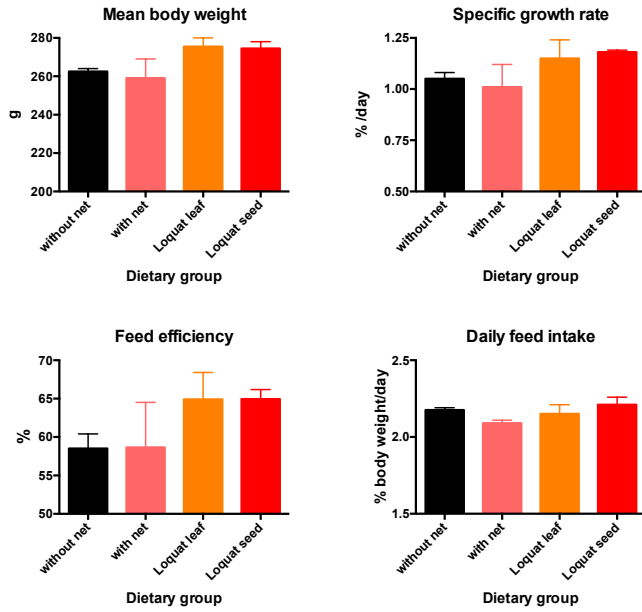 Mean body weight
280
260
240
220
200
g
without net
with net
Loquat leaf
Loquat seed
Dietary group
Specific growth rate
1.25
1.00
0.75
0.50
% /day
without net
with net
Loquat leaf
Loquat seed
Dietary group
Feed efficiency
70
65
60
55
50
%
without net
with net
Loquat leaf
Loquat seed
Dietary group
Daily feed intake
2.5
2.0
1.5
% body weight/day
without net
with net
Loquat leaf
Loquat seed
Dietary group